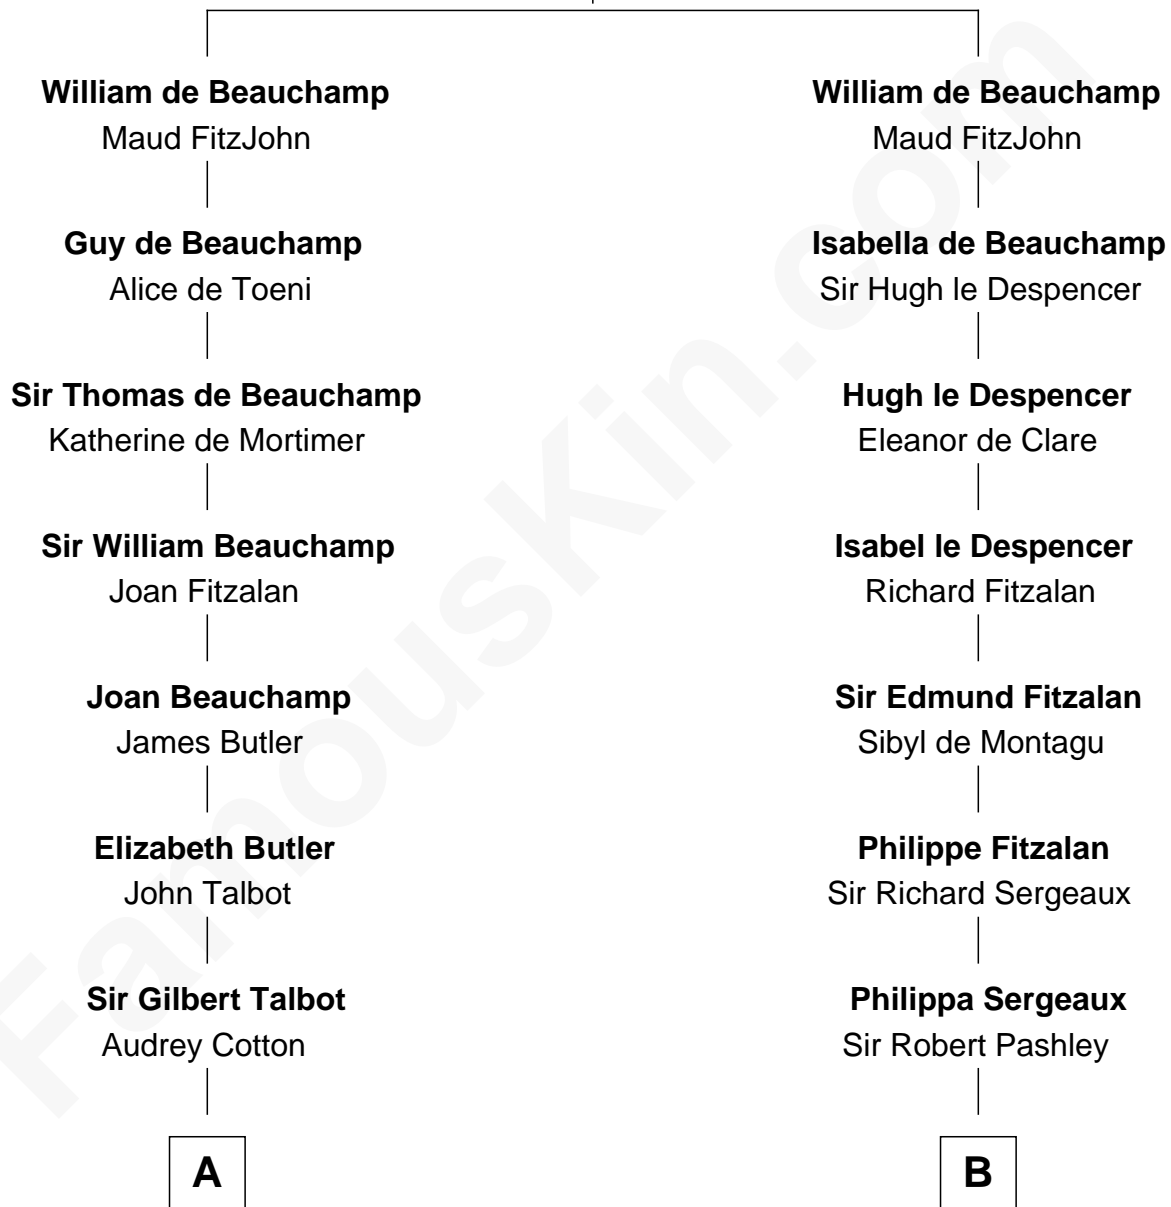 William de Beauchamp
Maud FitzJohn
Guy de Beauchamp
Alice de Toeni
Sir Thomas de Beauchamp
Katherine de Mortimer
Sir William Beauchamp
Joan Fitzalan
Joan Beauchamp
James Butler
Elizabeth Butler
John Talbot
Sir Gilbert Talbot
Audrey Cotton
A
William de Beauchamp
Maud FitzJohn
Isabella de Beauchamp
Sir Hugh le Despencer
Hugh le Despencer
Eleanor de Clare
Isabel le Despencer
Richard Fitzalan
Sir Edmund Fitzalan
Sibyl de Montagu
Philippe Fitzalan
Sir Richard Sergeaux
Philippa Sergeaux
Sir Robert Pashley
B
FamousKin.com